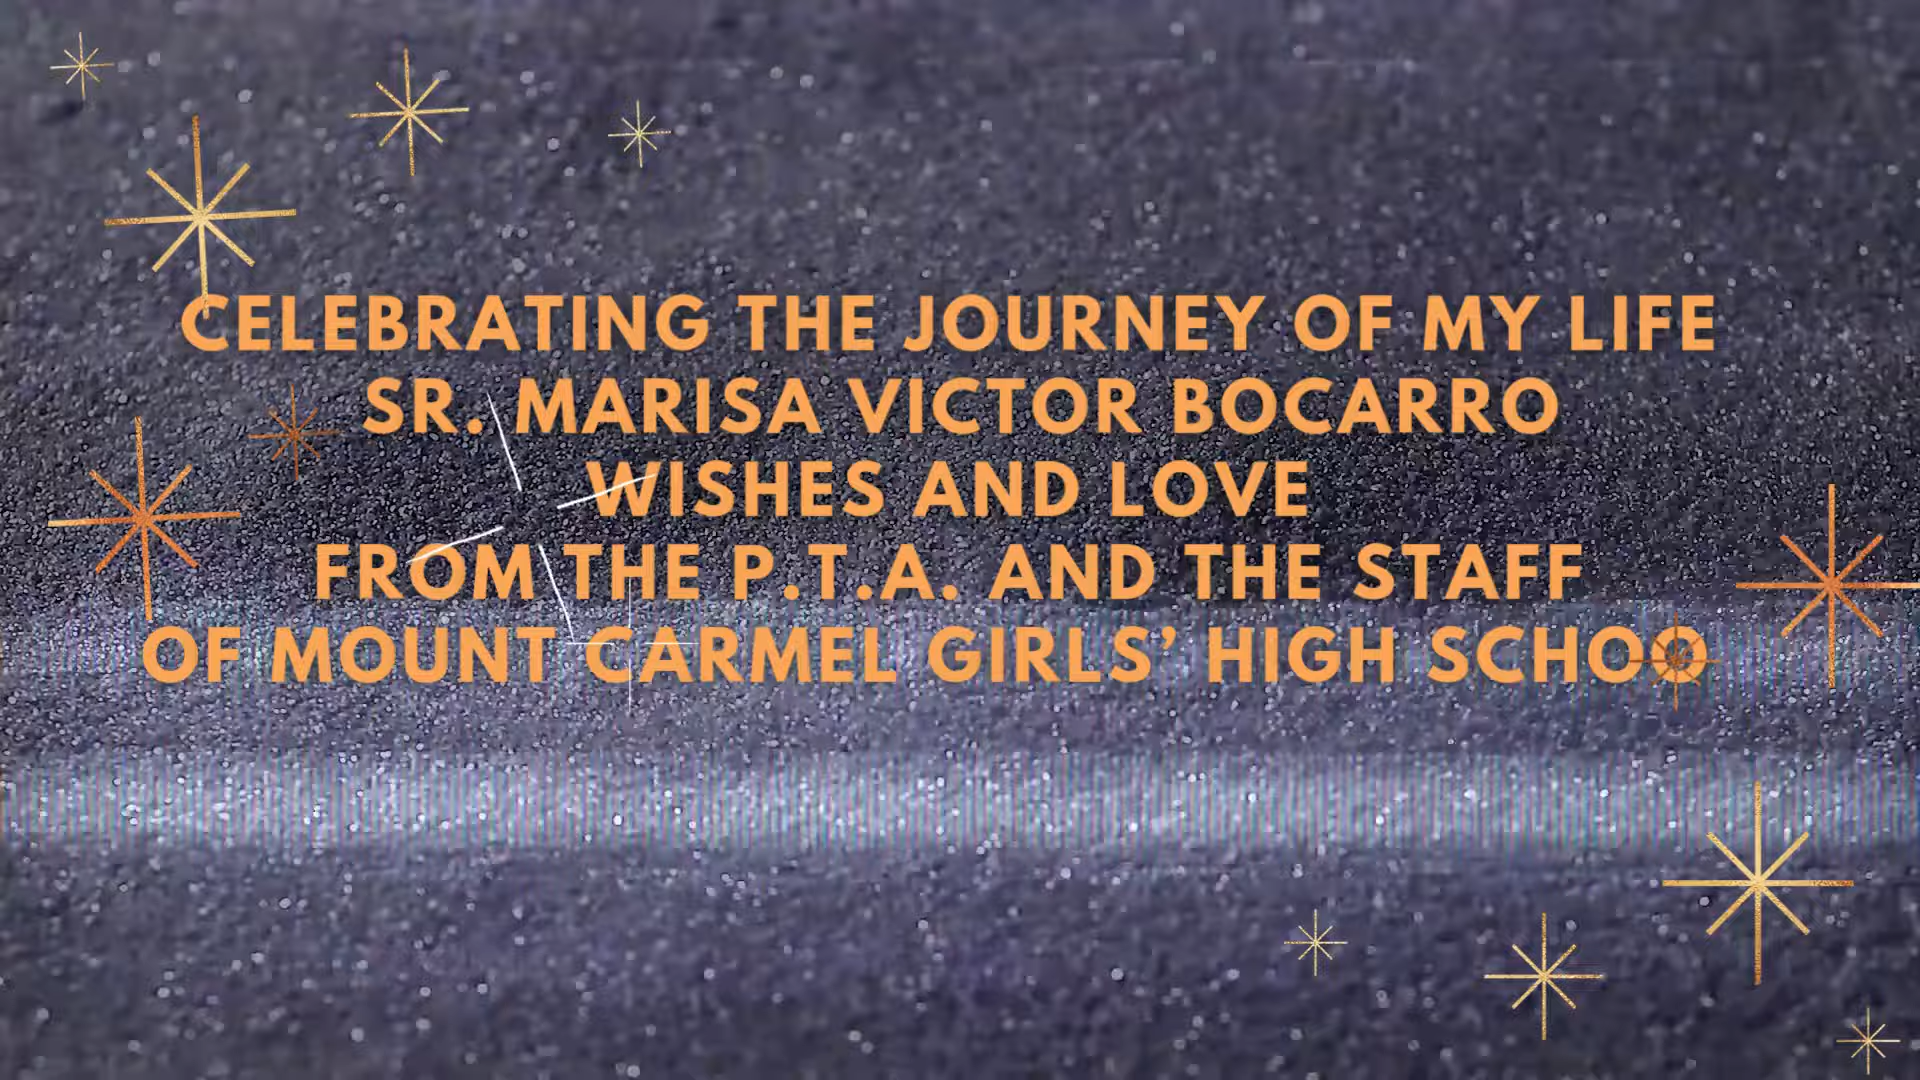 CELEBRATING THE JOURNEY OF MY LIFE
SR. MARISA VICTOR BOCARRO
WISHES AND LOVE
FROM THE P.T.A. AND THE STAFF
OF MOUNT CARMEL GIRLS’ HIGH SCHOO